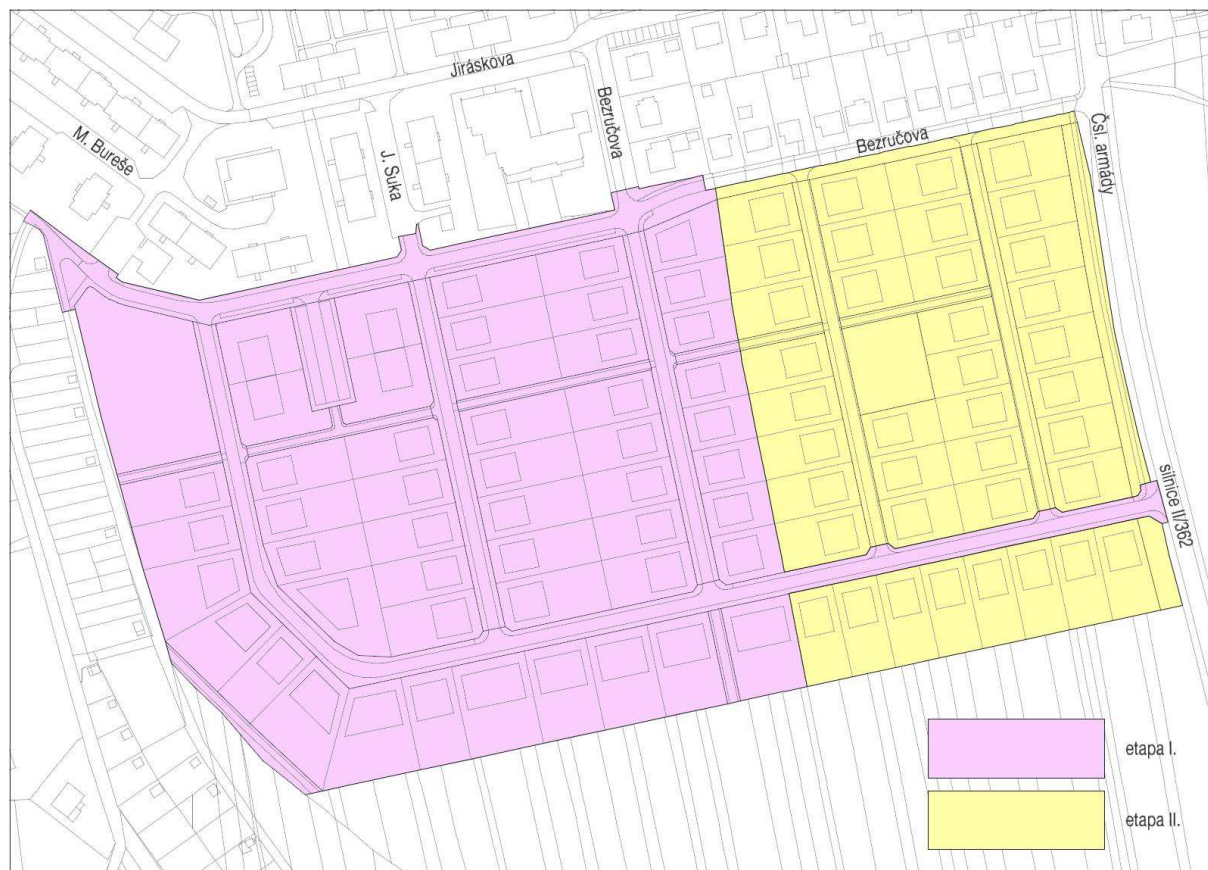 Jiráskova
Bezručova
M. Bureše
J. Suka
Bezručova
Čsl. armády
silnice II/362
etapa I.
etapa II.